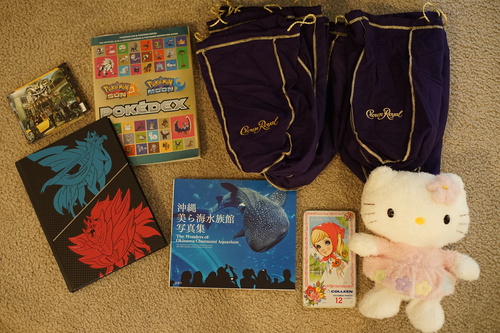 POKÉMON
SUN
POKÉMON
MOON
POKÉDEX
Crown Royal
Crown Royal
沖縄
美ら海水族館
写真集
The Wonders of
Okinawa Churaumi Aquarium
COLLEEN
12